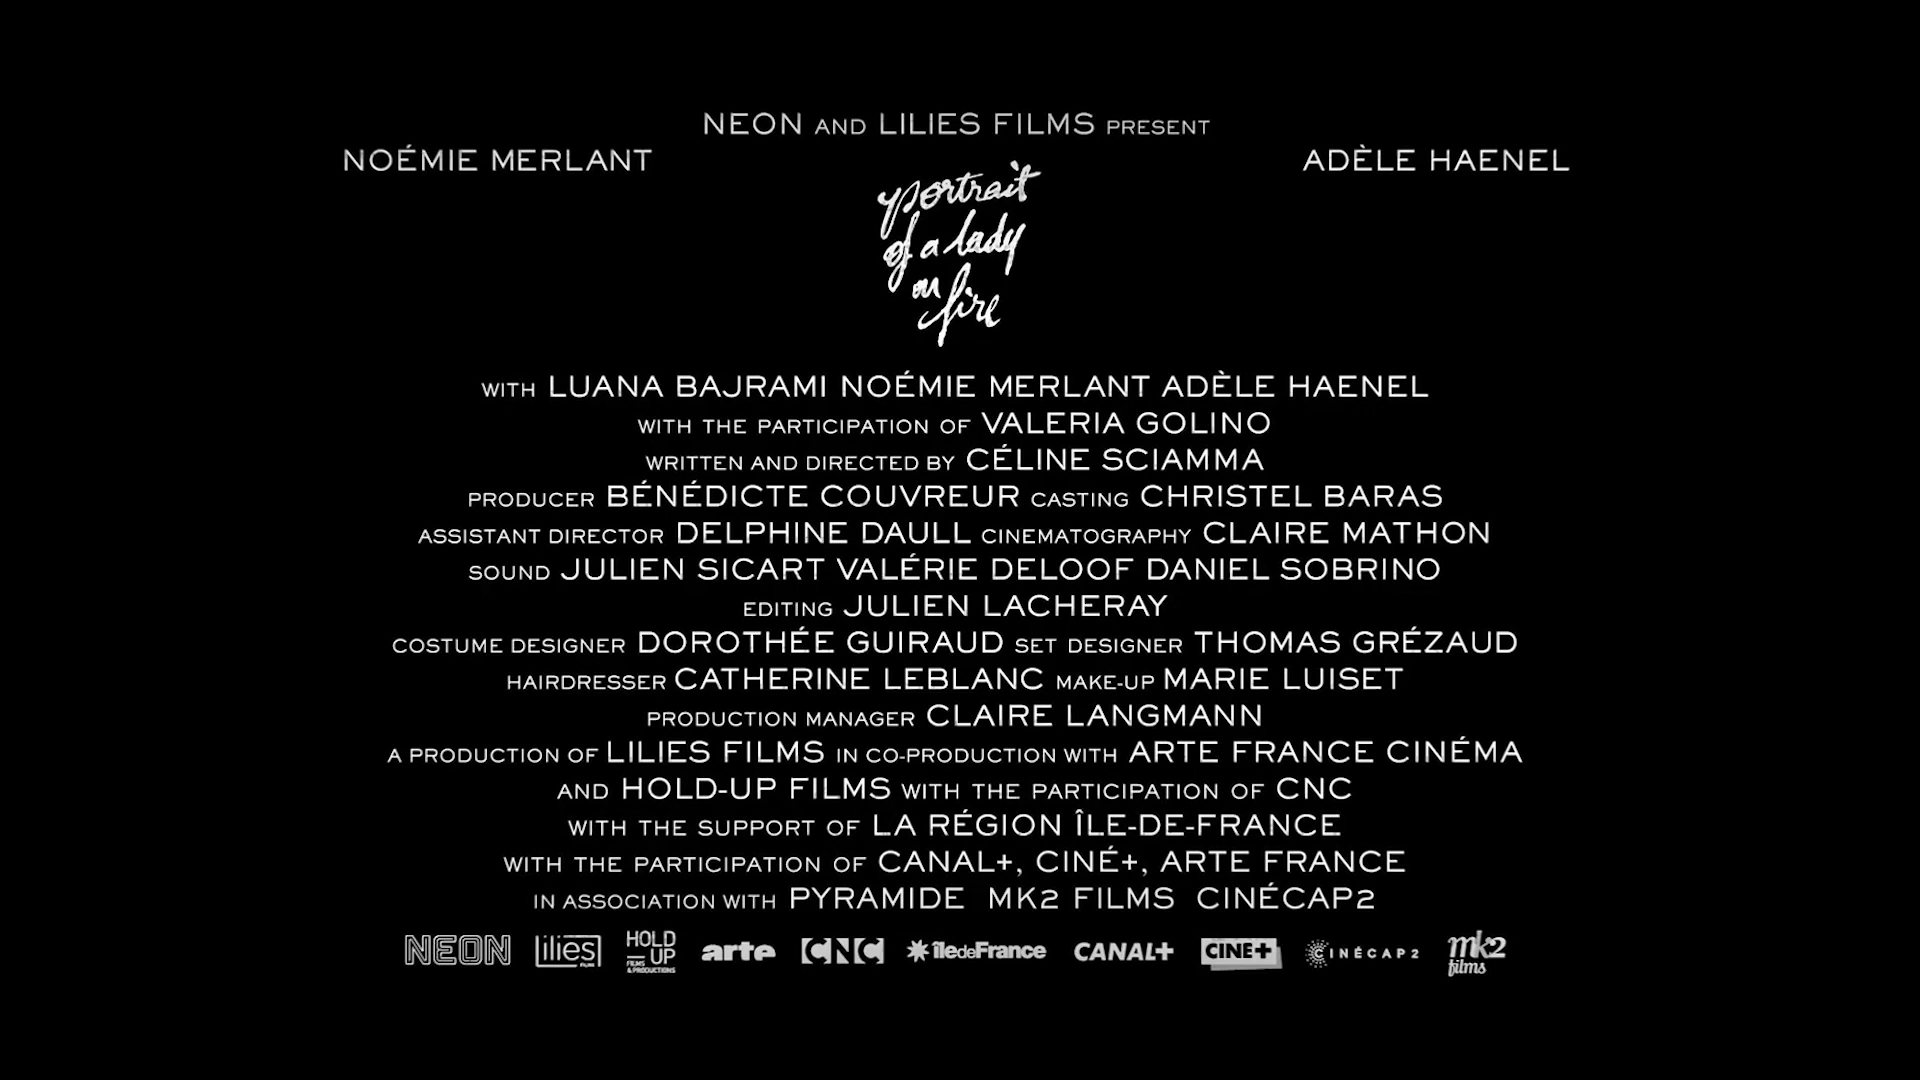 NEON AND LILIES FILMS PRESENT
NOÉMIE MERLANT
ADÈLE HAENEL
portrait
of a lady
on
fire
WITH LUANA BAJRAMI NOÉMIE MERLANT ADÈLE HAENEL
WITH THE PARTICIPATION OF VALERIA GOLINO
WRITTEN AND DIRECTED BY CÉLINE SCIAMMA
PRODUCER BÉNÉDICTE COUVREUR CASTING CHRISTEL BARAS
ASSISTANT DIRECTOR DELPHINE DAULL CINEMATOGRAPHY CLAIRE MATHON
SOUND JULIEN SICART VALÉRIE DELOOF DANIEL SOBRINO
EDITING JULIEN LACHERAY
COSTUME DESIGNER DOROTHÉE GUIRAUD SET DESIGNER THOMAS GRÉZAUD
HAIRDRESSER CATHERINE LEBLANC MAKE-UP MARIE LUISET
PRODUCTION MANAGER CLAIRE LANGMANN
A PRODUCTION OF LILIES FILMS IN CO-PRODUCTION WITH ARTE FRANCE CINÉMA
AND HOLD-UP FILMS WITH THE PARTICIPATION OF CNC
WITH THE SUPPORT OF LA RÉGION ÎLE-DE-FRANCE
WITH THE PARTICIPATION OF CANAL+, CINÉ+, ARTE FRANCE
IN ASSOCIATION WITH PYRAMIDE MK2 FILMS CINÉCAP2
NEON lilies FILMS HOLD UP FILMS & PRODUCTIONS arte CNC îledeFrance CANAL+ CINE+ CINÉCAP 2 mk2 films